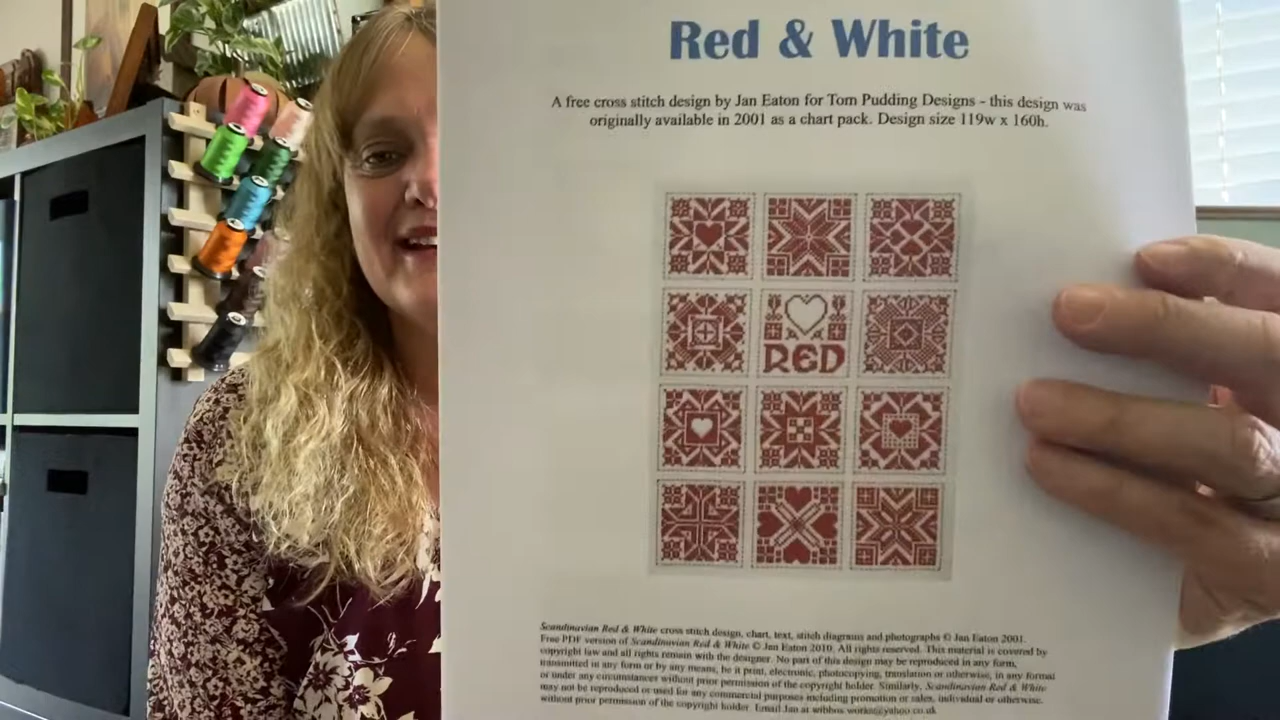 Red & White
A free cross stitch design by Jan Eaton for Tom Pudding Designs - this design was
originally available in 2001 as a chart pack. Design size 119w x 160h.
RED
Scandinavian Red & White cross stitch design, chart, text, stitch diagrams and photographs © Jan Eaton 2001.
Free PDF version of Scandinavian Red & White © Jan Eaton 2010. All rights reserved. This material is covered by
copyright law and all rights remain with the designer. No part of this design may be reproduced in any form,
transmitted in any form or by any means, be it print, electronic, photocopying, translation or otherwise, in any format
or under any circumstances without prior permission of the copyright holder. Similarly, Scandinavian Red & White
may not be reproduced or used for any commercial purposes including promotion or sales, individual or otherwise,
without prior permission of the copyright holder. Email Jan at